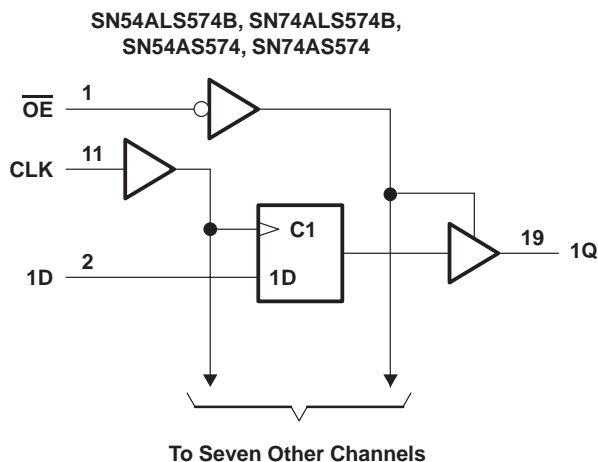 SN54ALS574B, SN74ALS574B,
SN54AS574, SN74AS574
OE 1
CLK 11
C1
1D 2 1D
19 1Q
To Seven Other Channels